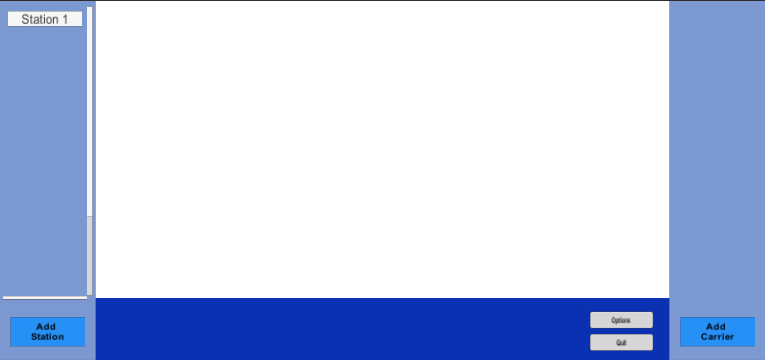 Station 1
Add
Station
Options
Quit
Add
Carrier